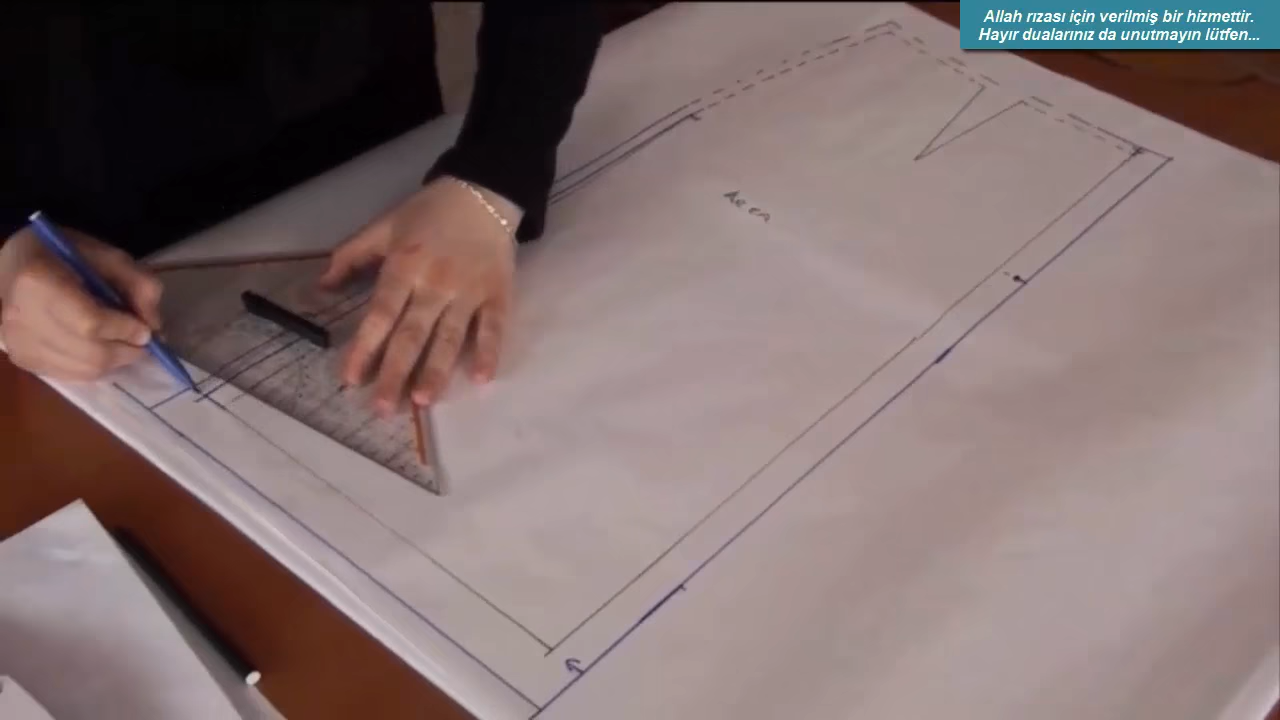 Allah rızası için verilmiş bir hizmettir.
Hayır dualarınız da unutmayın lütfen...